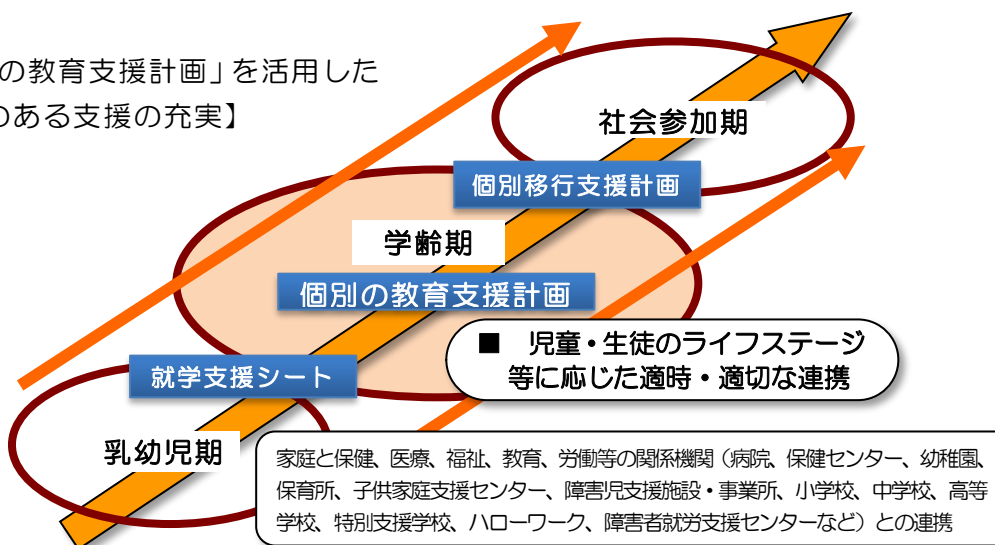 の教育支援計画」を活用した
のある支援の充実】
社会参加期
個別移行支援計画
学齢期
個別の教育支援計画
■ 児童・生徒のライフステージ
等に応じた適時・適切な連携
就学支援シート
乳幼児期
家庭と保健、医療、福祉、教育、労働等の関係機関（病院、保健センター、幼稚園、
保育所、子供家庭支援センター、障害児支援施設・事業所、小学校、中学校、高等
学校、特別支援学校、ハローワーク、障害者就労支援センターなど）との連携